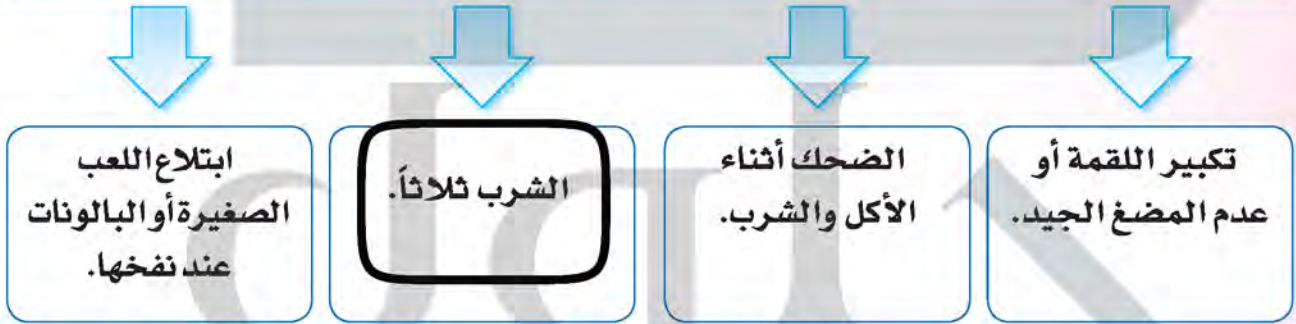 تكبير اللقمة أو
عدم المضغ الجيد.
الضحك أثناء
الأكل والشرب.
الشرب ثلاثاً.
ابتلاع اللعب
الصغيرة أو البالونات
عند نفخها.